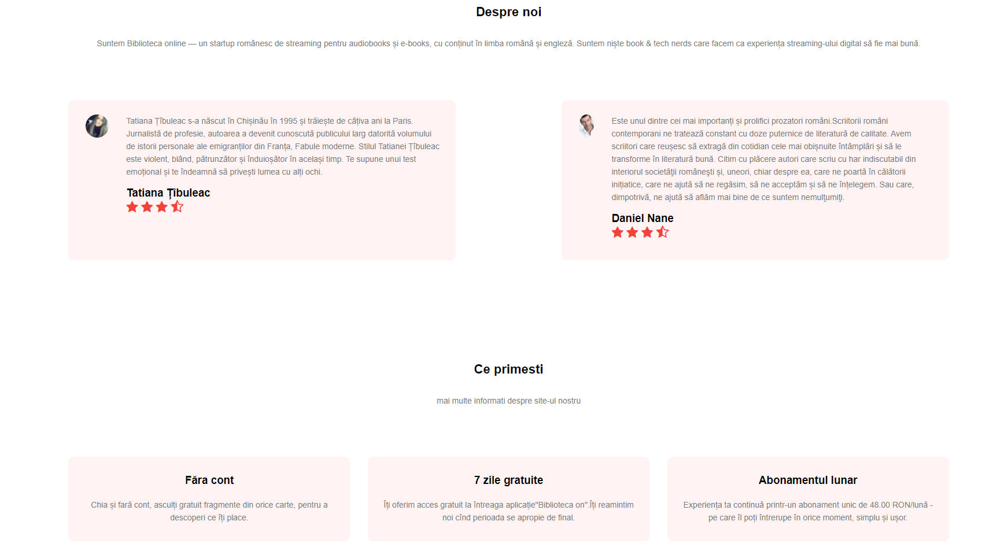 Despre noi
Suntem Biblioteca online — un startup românesc de streaming pentru audiobooks și e-books, cu conținut în limba română și engleză. Suntem niște book & tech nerds care facem ca experiența streaming-ului digital să fie mai bună.
Tatiana Țîbuleac s-a născut în Chișinău în 1995 și trăiește de câțiva ani la Paris.
Jurnalistă de profesie, autoarea a devenit cunoscută publicului larg datorită volumului
de istorii personale ale emigranților din Franța, Fabule moderne. Stilul Tatianei Țîbuleac
este violent, blând, pătrunzător și înduioșător în același timp. Te supune unui test
emoțional și te îndeamnă să privești lumea cu alți ochi.
Tatiana Țîbuleac
Este unul dintre cei mai importanți și prolifici prozatori români.Scriitorii români
contemporani ne tratează constant cu doze puternice de literatură de calitate. Avem
scriitori care reușesc să extragă din cotidian cele mai obișnuite întâmplări și să le
transforme în literatură bună. Citim cu plăcere autori care scriu cu har indiscutabil din
interiorul societăţii româneşti și, uneori, chiar despre ea, care ne poartă în călătorii
inițiatice, care ne ajută să ne regăsim, să ne acceptăm și să ne înțelegem. Sau care,
dimpotrivă, ne ajută să aflăm mai bine de ce suntem nemulţumiţi.
Daniel Nane
Ce primesti
mai multe informati despre site-ul nostru
Făra cont
Chia și fară cont, asculți gratuit fragmente din orice carte, pentru a
descoperi ce îți place.
7 zile gratuite
Îți oferim acces gratuit la întreaga aplicație"Biblioteca on".Îți reamintim
noi cînd perioada se apropie de final.
Abonamentul lunar
Experiența ta continuă printr-un abonament unic de 48.00 RON/lună -
pe care îl poți întrerupe în orice moment, simplu și ușor.